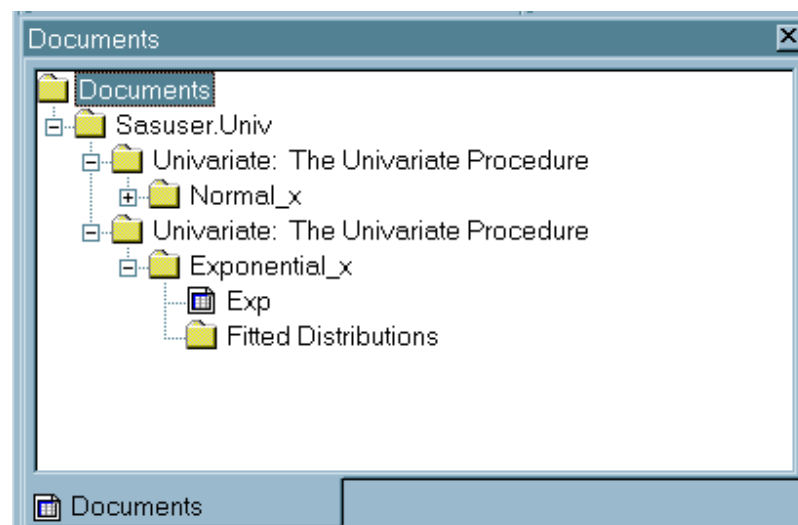 Documents
Documents
Sasuser.Univ
Univariate: The Univariate Procedure
Normal_x
Univariate: The Univariate Procedure
Exponential_x
Exp
Fitted Distributions
Documents